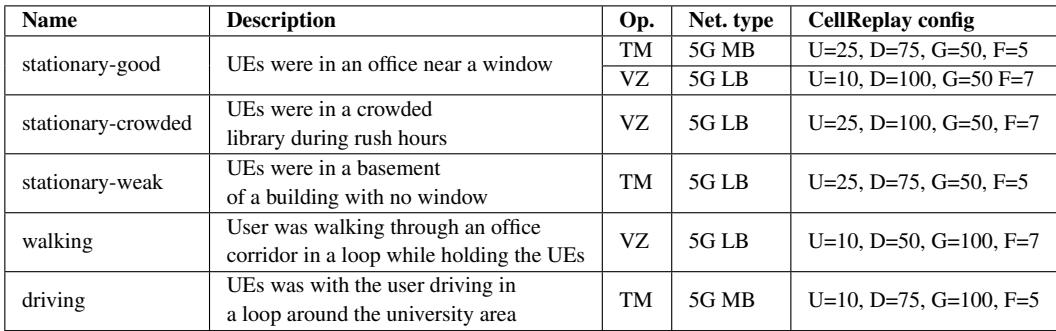 Name Description Op. Net. type CellReplay config
stationary-good UEs were in an office near a window TM 5G MB U=25, D=75, G=50, F=5
VZ 5G LB U=10, D=100, G=50 F=7
stationary-crowded UEs were in a crowded
library during rush hours VZ 5G LB U=25, D=100, G=50, F=7
stationary-weak UEs were in a basement
of a building with no window TM 5G LB U=25, D=75, G=50, F=5
walking User was walking through an office
corridor in a loop while holding the UEs VZ 5G LB U=10, D=50, G=100, F=7
driving UEs was with the user driving in
a loop around the university area TM 5G MB U=10, D=75, G=100, F=5